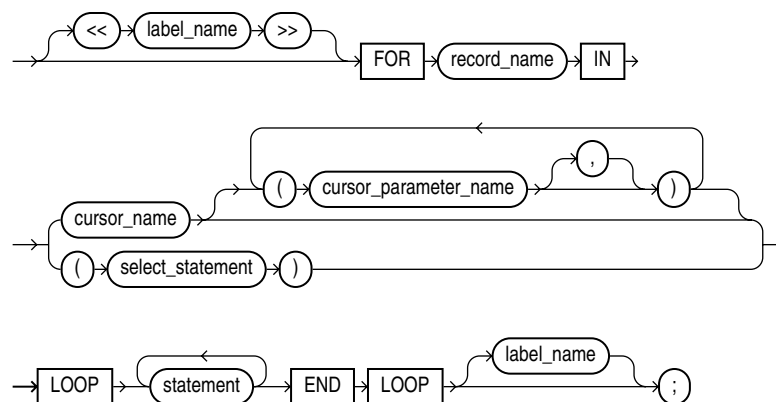 << label_name >>
FOR record_name IN
,
( cursor_parameter_name )
cursor_name
( select_statement )
label_name
LOOP statement END LOOP ;